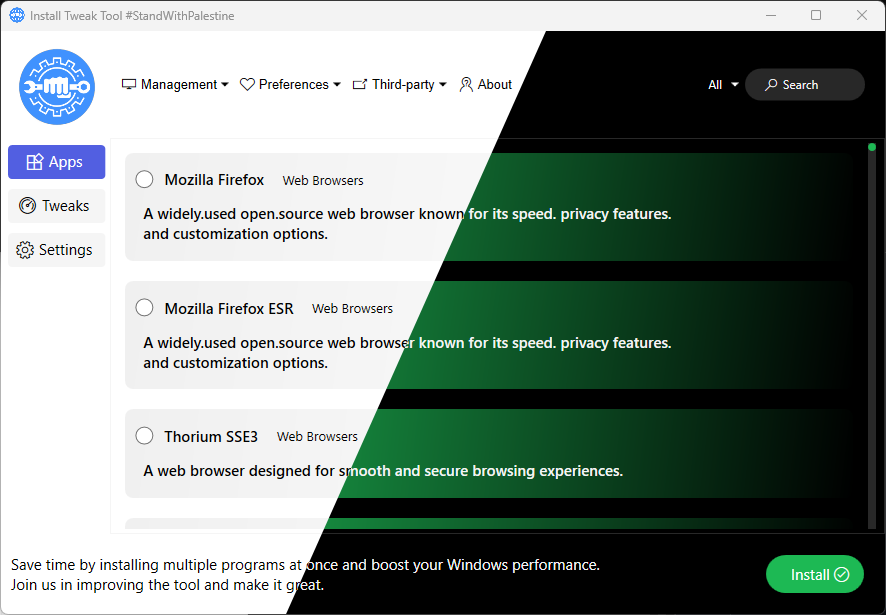 Install Tweak Tool #StandWithPalestine
Management Preferences Third-party About All Search
Apps
Tweaks
Settings
Mozilla Firefox Web Browsers
A widely.used open.source web browser known for its speed. privacy features.
and customization options.
Mozilla Firefox ESR Web Browsers
A widely.used open.source web browser known for its speed. privacy features.
and customization options.
Thorium SSE3 Web Browsers
A web browser designed for smooth and secure browsing experiences.
Save time by installing multiple programs at once and boost your Windows performance.
Join us in improving the tool and make it great.
Install